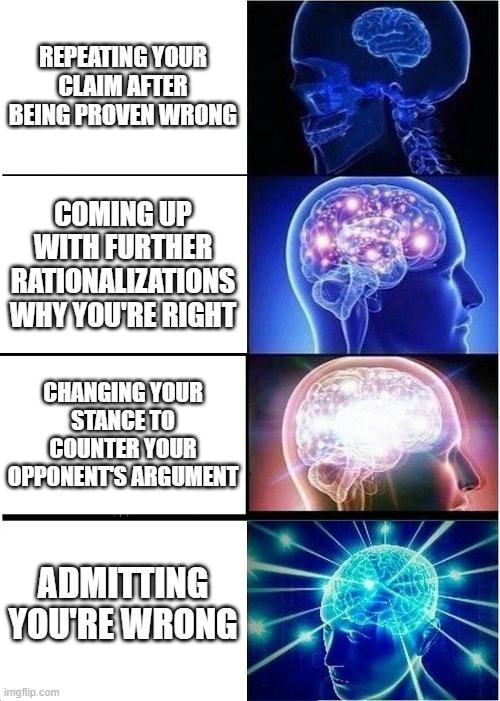 REPEATING YOUR
CLAIM AFTER
BEING PROVEN WRONG
COMING UP
WITH FURTHER
RATIONALIZATIONS
WHY YOU'RE RIGHT
CHANGING YOUR
STANCE TO
COUNTER YOUR
OPPONENT'S ARGUMENT
ADMITTING
YOU'RE WRONG
imgflip.com